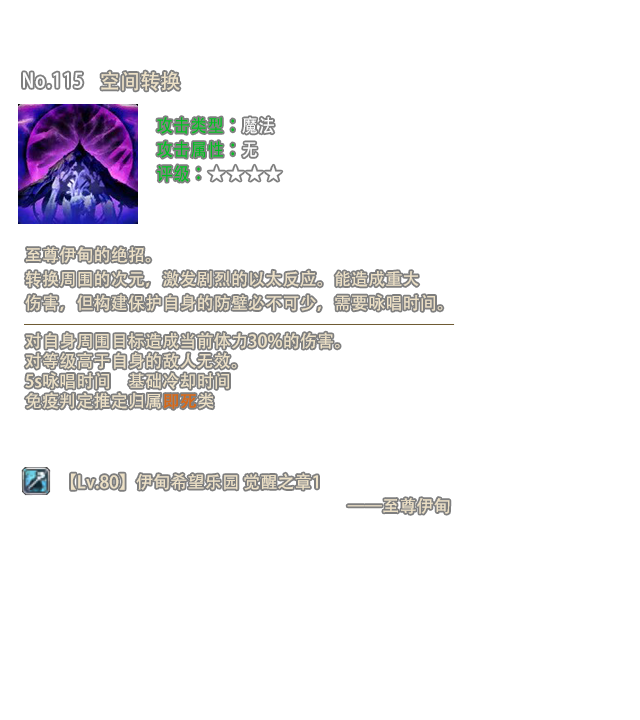 No.115 空间转换
攻击类型：魔法
攻击属性：无
评级：☆☆☆☆
至尊伊甸的绝招。
转换周围的次元，激发剧烈的以太反应。能造成重大
伤害，但构建保护自身的防壁必不可少，需要咏唱时间。
对自身周围目标造成当前体力30%的伤害。
对等级高于自身的敌人无效。
5s咏唱时间 基础冷却时间
免疫判定推定归属即死类
【Lv.80】伊甸希望乐园 觉醒之章1
——至尊伊甸